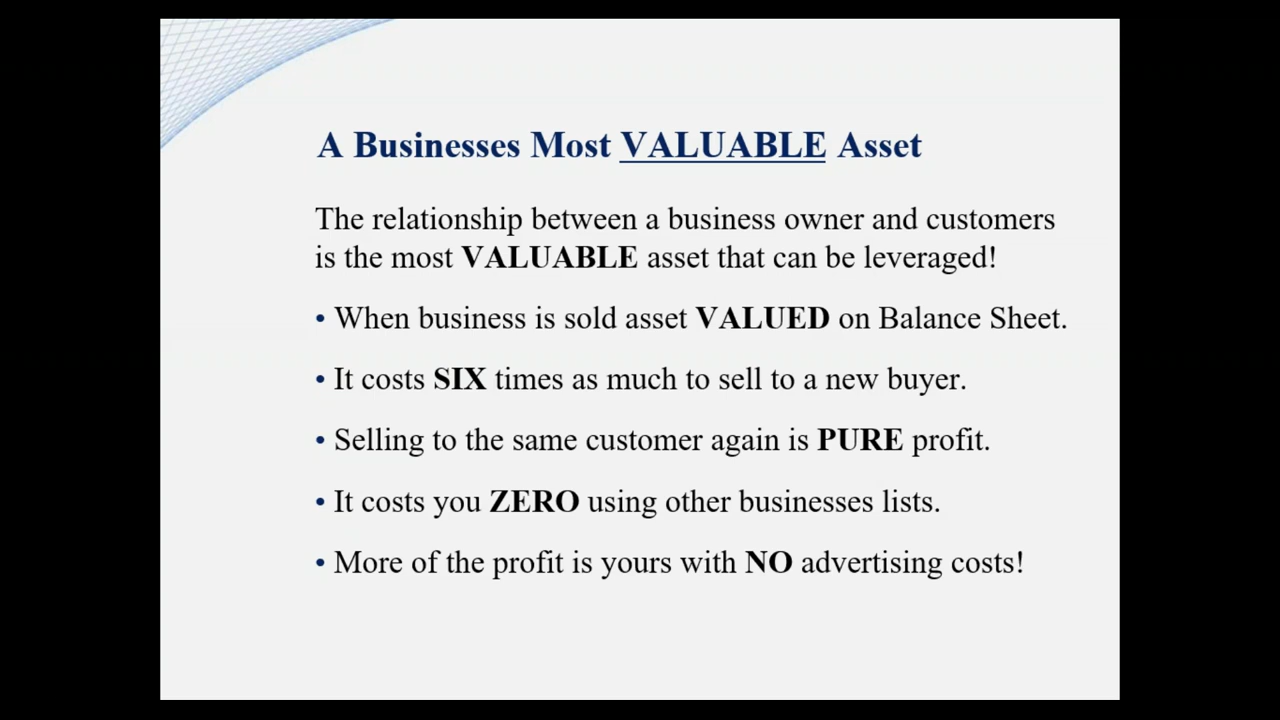 A Businesses Most VALUABLE Asset
The relationship between a business owner and customers
is the most VALUABLE asset that can be leveraged!
• When business is sold asset VALUED on Balance Sheet.
• It costs SIX times as much to sell to a new buyer.
• Selling to the same customer again is PURE profit.
• It costs you ZERO using other businesses lists.
• More of the profit is yours with NO advertising costs!